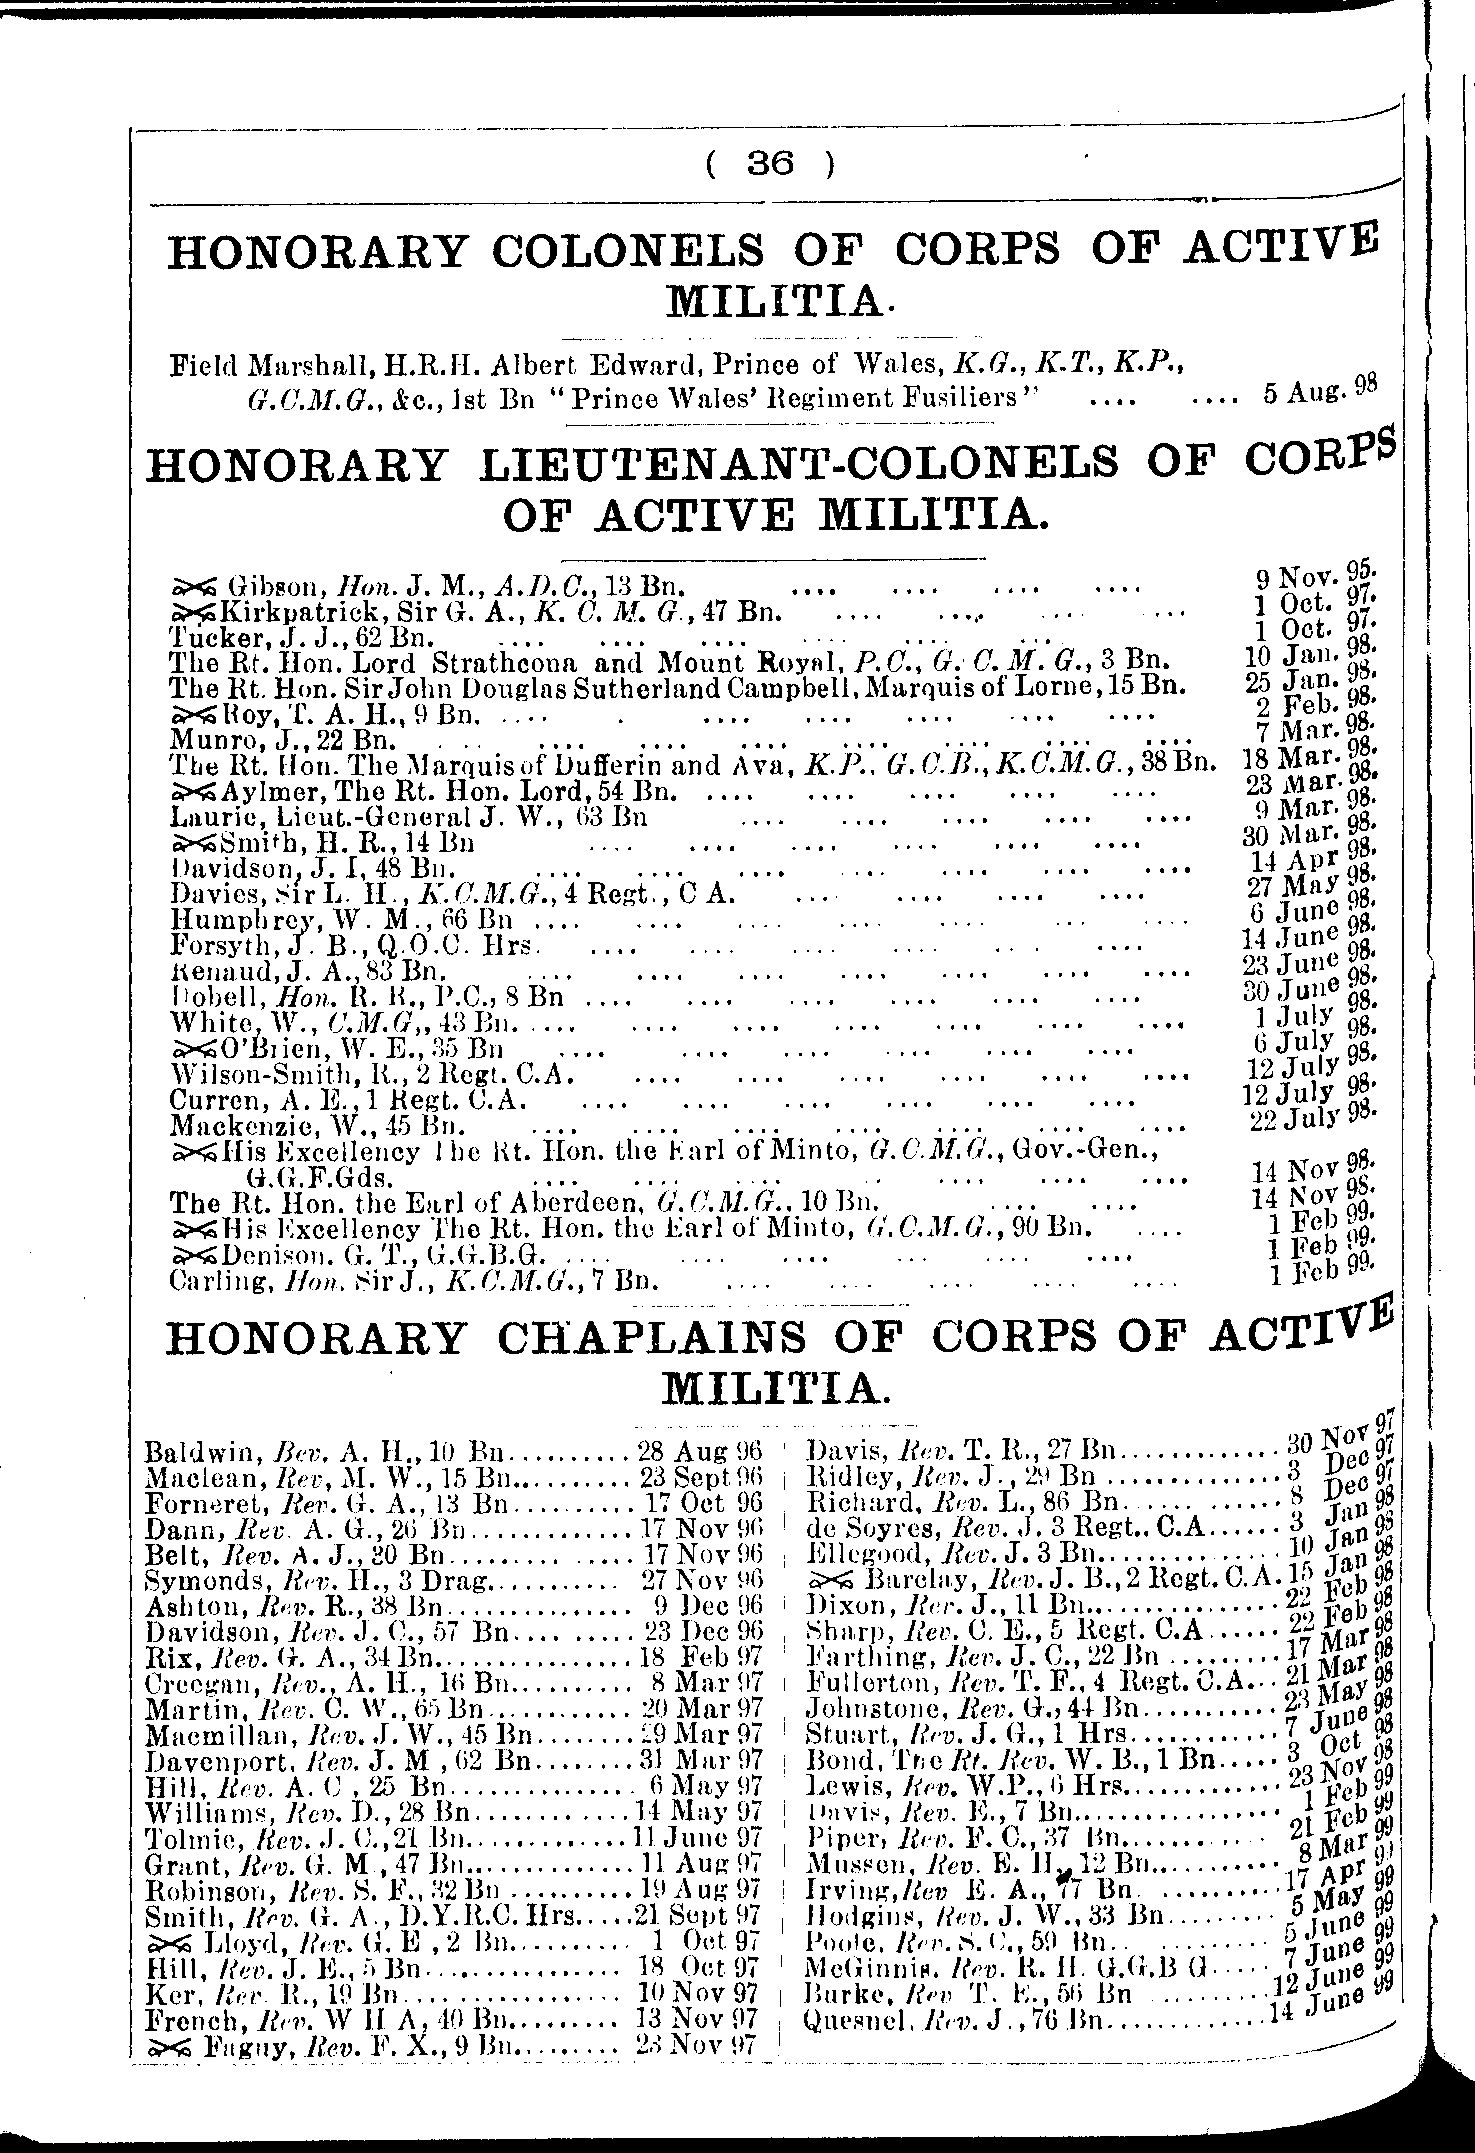 ( 36 )
HONORARY COLONELS OF CORPS OF ACTIVE
MILITIA.
Field Marshall, H.R.H. Albert Edward, Prince of Wales, K.G., K.T., K.P.,
G.C.M.G., &c., 1st Bn "Prince Wales' Regiment Fusiliers" .... .... 5 Aug. 98
HONORARY LIEUTENANT-COLONELS OF CORPS
OF ACTIVE MILITIA.
Gibson, Hon. J. M., A.D.C., 13 Bn. .... .... .... .... 9 Nov. 95.
Kirkpatrick, Sir G. A., K. C. M. G., 47 Bn. .... .... ... ... 1 Oct. 97.
Tucker, J. J., 62 Bn. .... .... .... .... .... ... 1 Oct. 97.
The Rt. Hon. Lord Strathcona and Mount Royal, P.C., G. C. M. G., 3 Bn. 10 Jan. 98.
The Rt. Hon. Sir John Douglas Sutherland Campbell, Marquis of Lorne, 15 Bn. 25 Jan. 98.
Roy, T. A. H., 9 Bn. .... . .... .... .... .... .... 2 Feb. 98.
Munro, J., 22 Bn. . .. .... .... .... .... .... .... .... 7 Mar. 98.
The Rt. Hon. The Marquis of Dufferin and Ava, K.P., G.C.B., K.C.M.G., 38 Bn. 18 Mar. 98.
Aylmer, The Rt. Hon. Lord, 54 Bn. .... .... .... .... .... 23 Mar. 98.
Laurie, Lieut.-General J. W., 63 Bn .... .... .... .... .... 9 Mar. 98.
Smith, H. R., 14 Bn .... .... .... .... .... .... 30 Mar. 98.
Davidson, J. I, 48 Bn. .... .... .... .... .... .... .... 14 Apr 98.
Davies, Sir L. H., K.C.M.G., 4 Regt., C A. .... .... .... .... 27 May 98.
Humphrey, W. M., 66 Bn .... .... .... .... .... .... .... 6 June 98.
Forsyth, J. B., Q.O.C. Hrs. .... .... .... .... .... .... 14 June 98.
Renaud, J. A., 83 Bn. .... .... .... .... .... .... .... 23 June 98.
Dobell, Hon. R. R., P.C., 8 Bn .... .... .... .... .... .... 30 June 98.
White, W., C.M.G,, 43 Bn. .... .... .... .... .... .... .... 1 July 98.
O'Brien, W. E., 35 Bn .... .... .... .... .... .... 6 July 98.
Wilson-Smith, R., 2 Regt. C.A. .... .... .... .... .... .... 12 July 98.
Curren, A. E., 1 Regt. C.A. .... .... .... .... .... .... 12 July 98.
Mackenzie, W., 45 Bn. .... .... .... .... .... .... .... 22 July 98.
His Excellency The Rt. Hon. the Earl of Minto, G.C.M.G., Gov.-Gen.,
G.G.F.Gds. .... .... .... .. .... .... .... 14 Nov 98.
The Rt. Hon. the Earl of Aberdeen, G.C.M.G., 10 Bn. .... .... 14 Nov 98.
His Excellency The Rt. Hon. the Earl of Minto, G.C.M.G., 90 Bn. .... 1 Feb 99.
Denison. G. T., G.G.B.G. .... .... .... .... ... .... 1 Feb 99.
Carling, Hon. Sir J., K.C.M.G., 7 Bn. .... .... .... .... .... 1 Feb 99.
HONORARY CHAPLAINS OF CORPS OF ACTIVE
MILITIA.
Baldwin, Rev. A. H., 10 Bn.......... 28 Aug 96
Maclean, Rev, M. W., 15 Bn.......... 23 Sept 96
Forneret, Rev. G. A., 13 Bn.......... 17 Oct 96
Dann, Rev. A. G., 26 Bn............. 17 Nov 96
Belt, Rev. A. J., 30 Bn............. 17 Nov 96
Symonds, Rev. H., 3 Drag........... 27 Nov 96
Ashton, Rev. R., 38 Bn.............. 9 Dec 96
Davidson, Rev. J. C., 57 Bn.... ..... 23 Dec 96
Rix, Rev. G. A., 34 Bn............... 18 Feb 97
Creegan, Rev., A. H., 16 Bn.......... 8 Mar 97
Martin, Rev. C. W., 65 Bn........... 20 Mar 97
Macmillan, Rev. J. W., 45 Bn........ 29 Mar 97
Davenport, Rev. J. M , 62 Bn........ 31 Mar 97
Hill, Rev. A. C , 25 Bn............. 6 May 97
Williams, Rev. D., 28 Bn............ 14 May 97
Tolmie, Rev. J. C., 21 Bn............ 11 June 97
Grant, Rev. G. M , 47 Bn............ 11 Aug 97
Robinson, Rev. S. F., 32 Bn .......... 19 Aug 97
Smith, Rev. G. A., D.Y.R.C. Hrs..... 21 Sept 97
Lloyd, Rev. G. E , 2 Bn.......... 1 Oct 97
Hill, Rev. J. E., 5 Bn................ 18 Oct 97
Ker, Rev. R., 19 Bn.................. 10 Nov 97
French, Rev. W H A, 40 Bn......... 13 Nov 97
Faguy, Rev. F. X., 9 Bn......... 23 Nov 97
Davis, Rev. T. R., 27 Bn............. 30 Nov 97
Ridley, Rev. J., 29 Bn .............. 3 Dec 97
Richard, Rev. L., 86 Bn...... ....... 8 Dec 97
de Soyres, Rev. J. 3 Regt.. C.A...... 3 Jan 98
Ellegood, Rev. J. 3 Bn............... 10 Jan 98
Barclay, Rev. J. B., 2 Regt. C.A. 15 Jan 98
Dixon, Rev. J., 11 Bn................ 22 Feb 98
Sharp, Rev. C. E., 5 Regt. C.A...... 22 Feb 98
Farthing, Rev. J. C., 22 Bn ......... 17 Mar 98
Fullerton, Rev. T. F., 4 Regt. C.A... 21 Mar 98
Johnstone, Rev. G., 44 Bn........... 23 May 98
Stuart, Rev. J. G., 1 Hrs............ 7 June 98
Bond, The Rt. Rev. W. B., 1 Bn..... 3 Oct 98
Lewis, Rev. W.P., 6 Hrs............. 23 Nov 98
Davis, Rev. E., 7 Bn................. 1 Feb 99
Piper, Rev. F. C., 37 Bn............ 21 Feb 99
Mussen, Rev. E. H., 12 Bn.......... 8 Mar 99
Irving, Rev E. A., 77 Bn. .......... 17 Apr 99
Hodgins, Rev. J. W., 33 Bn......... 5 May 99
Poole, Rev. S. C., 59 Bn.. .......... 5 June 99
McGinnis, Rev. R. H. G.G.B G..... 7 June 99
Burke, Rev T. E., 56 Bn .......... 12 June 99
Quesnel, Rev. J., 76 Bn............. 14 June 99